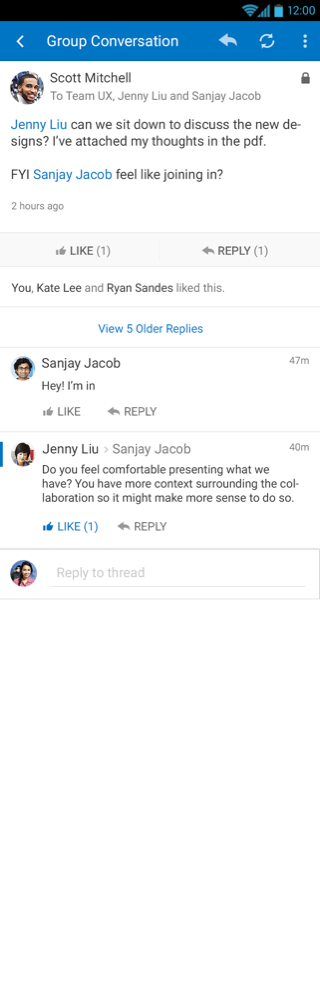 12:00
Group Conversation
Scott Mitchell
To Team UX, Jenny Liu and Sanjay Jacob
Jenny Liu can we sit down to discuss the new de-
signs? I've attached my thoughts in the pdf.
FYI Sanjay Jacob feel like joining in?
2 hours ago
LIKE (1) REPLY (1)
You, Kate Lee and Ryan Sandes liked this.
View 5 Older Replies
Sanjay Jacob 47m
Hey! I'm in
LIKE REPLY
Jenny Liu › Sanjay Jacob 40m
Do you feel comfortable presenting what we
have? You have more context surrounding the col-
laboration so it might make more sense to do so.
LIKE (1) REPLY
Reply to thread